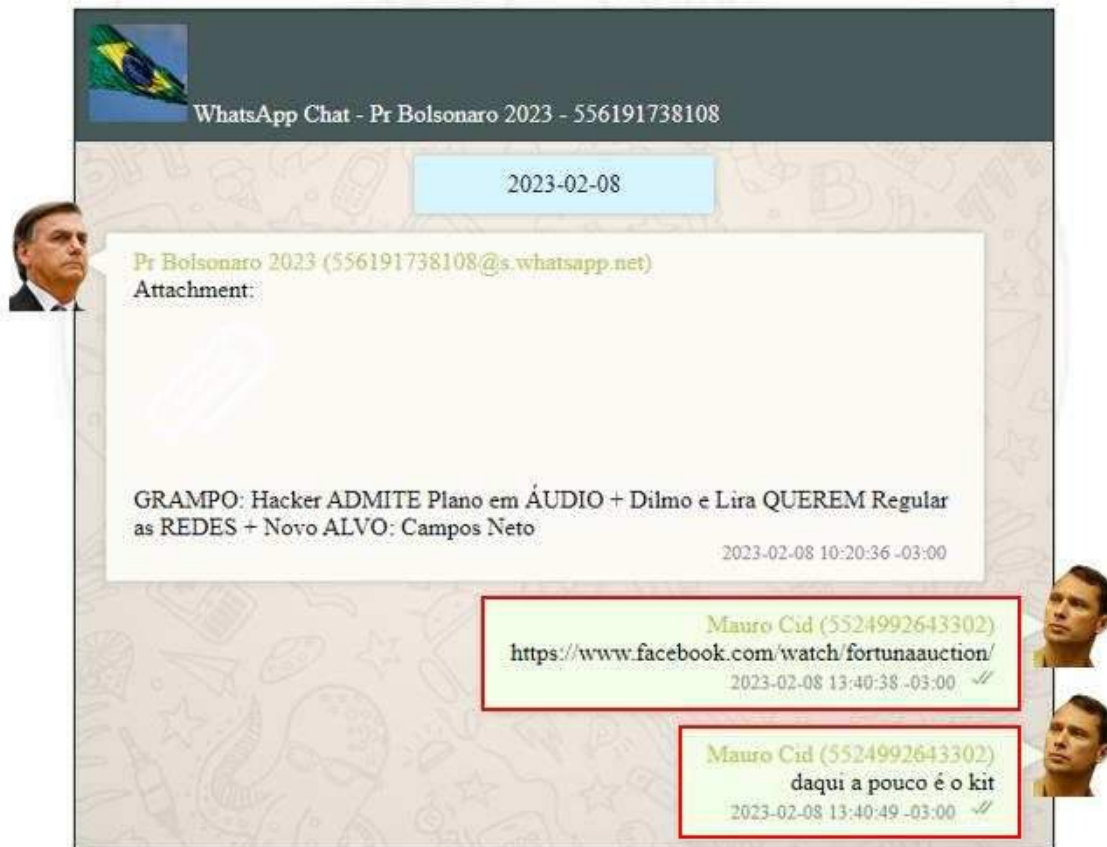 WhatsApp Chat - Pr Bolsonaro 2023 - 556191738108
2023-02-08
Pr Bolsonaro 2023 (556191738108@s.whatsapp.net)
Attachment:
GRAMPO: Hacker ADMITE Plano em ÁUDIO + Dilmo e Lira QUEREM Regular
as REDES + Novo ALVO: Campos Neto
2023-02-08 10:20:36 -03:00
Mauro Cid (5524992643302)
https://www.facebook.com/watch/fortunaauction/
2023-02-08 13:40:38 -03:00
Mauro Cid (5524992643302)
daqui a pouco é o kit
2023-02-08 13:40:49 -03:00